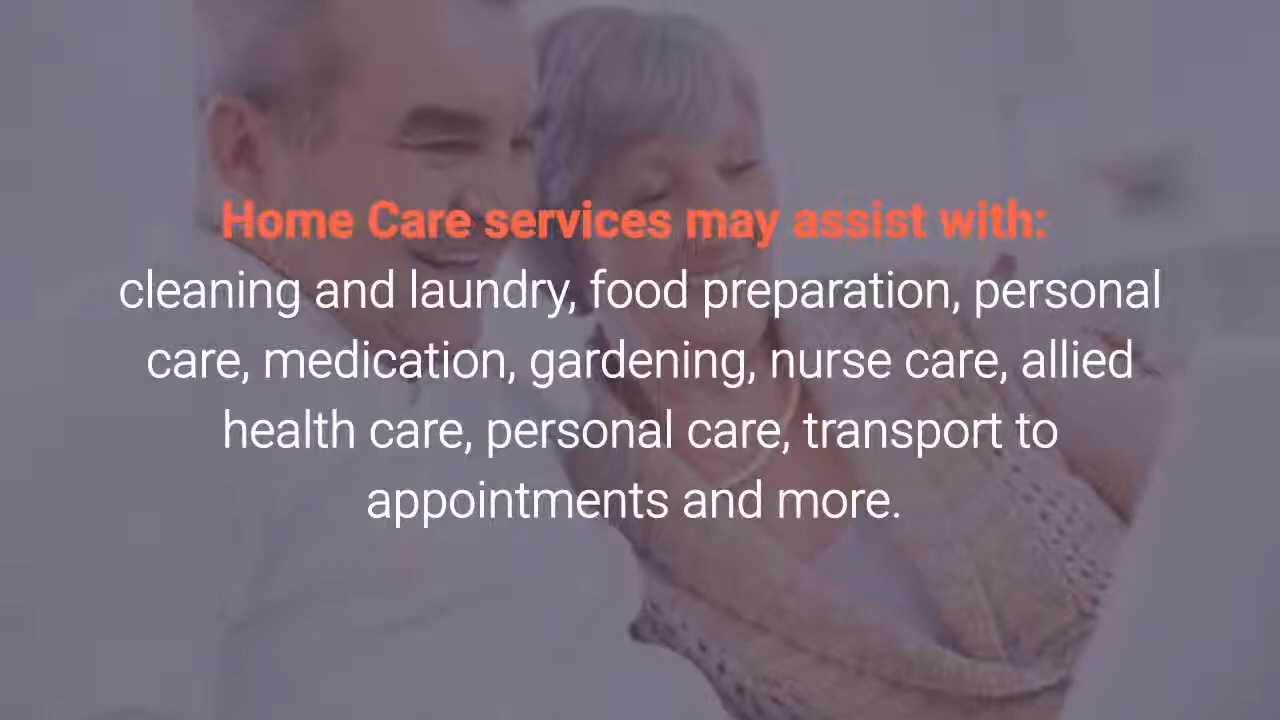 Home Care services may assist with:
cleaning and laundry, food preparation, personal
care, medication, gardening, nurse care, allied
health care, personal care, transport to
appointments and more.